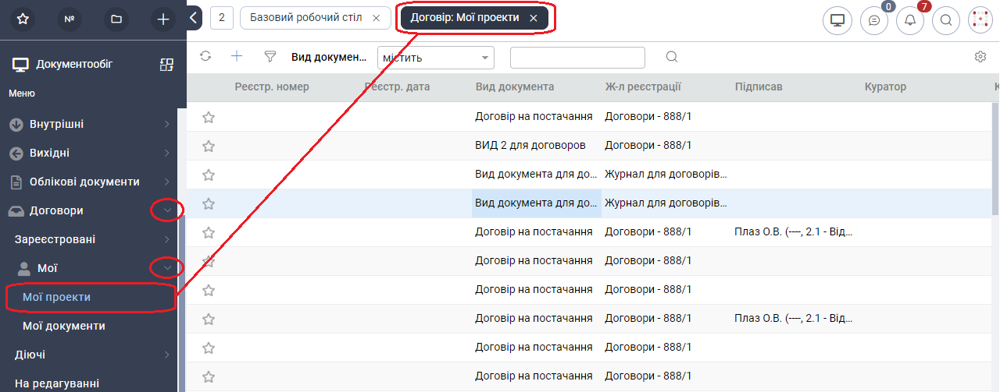 №
2
Базовий робочий стіл
Договір: Мої проекти
0
7
Документообіг
Меню
Внутрішні
Вихідні
Облікові документи
Договори
Зареєстровані
Мої
Мої проекти
Мої документи
Діючі
На редагуванні
Вид докумен... містить
Реєстр. номер Реєстр. дата Вид документа Ж-л реєстрації Підписав Куратор К
Договір на постачання Договори - 888/1
ВИД 2 для договоров Договори - 888/1
Вид документа для до... Журнал для договорів...
Вид документа для до... Журнал для договорів...
Договір на постачання Договори - 888/1 Плаз О.В. (----, 2.1 - Від...
Договір на постачання Договори - 888/1
Договір на постачання Договори - 888/1
Договір на постачання Договори - 888/1 Плаз О.В. (----, 2.1 - Від...
Договір на постачання Договори - 888/1
Договір на постачання Договори - 888/1